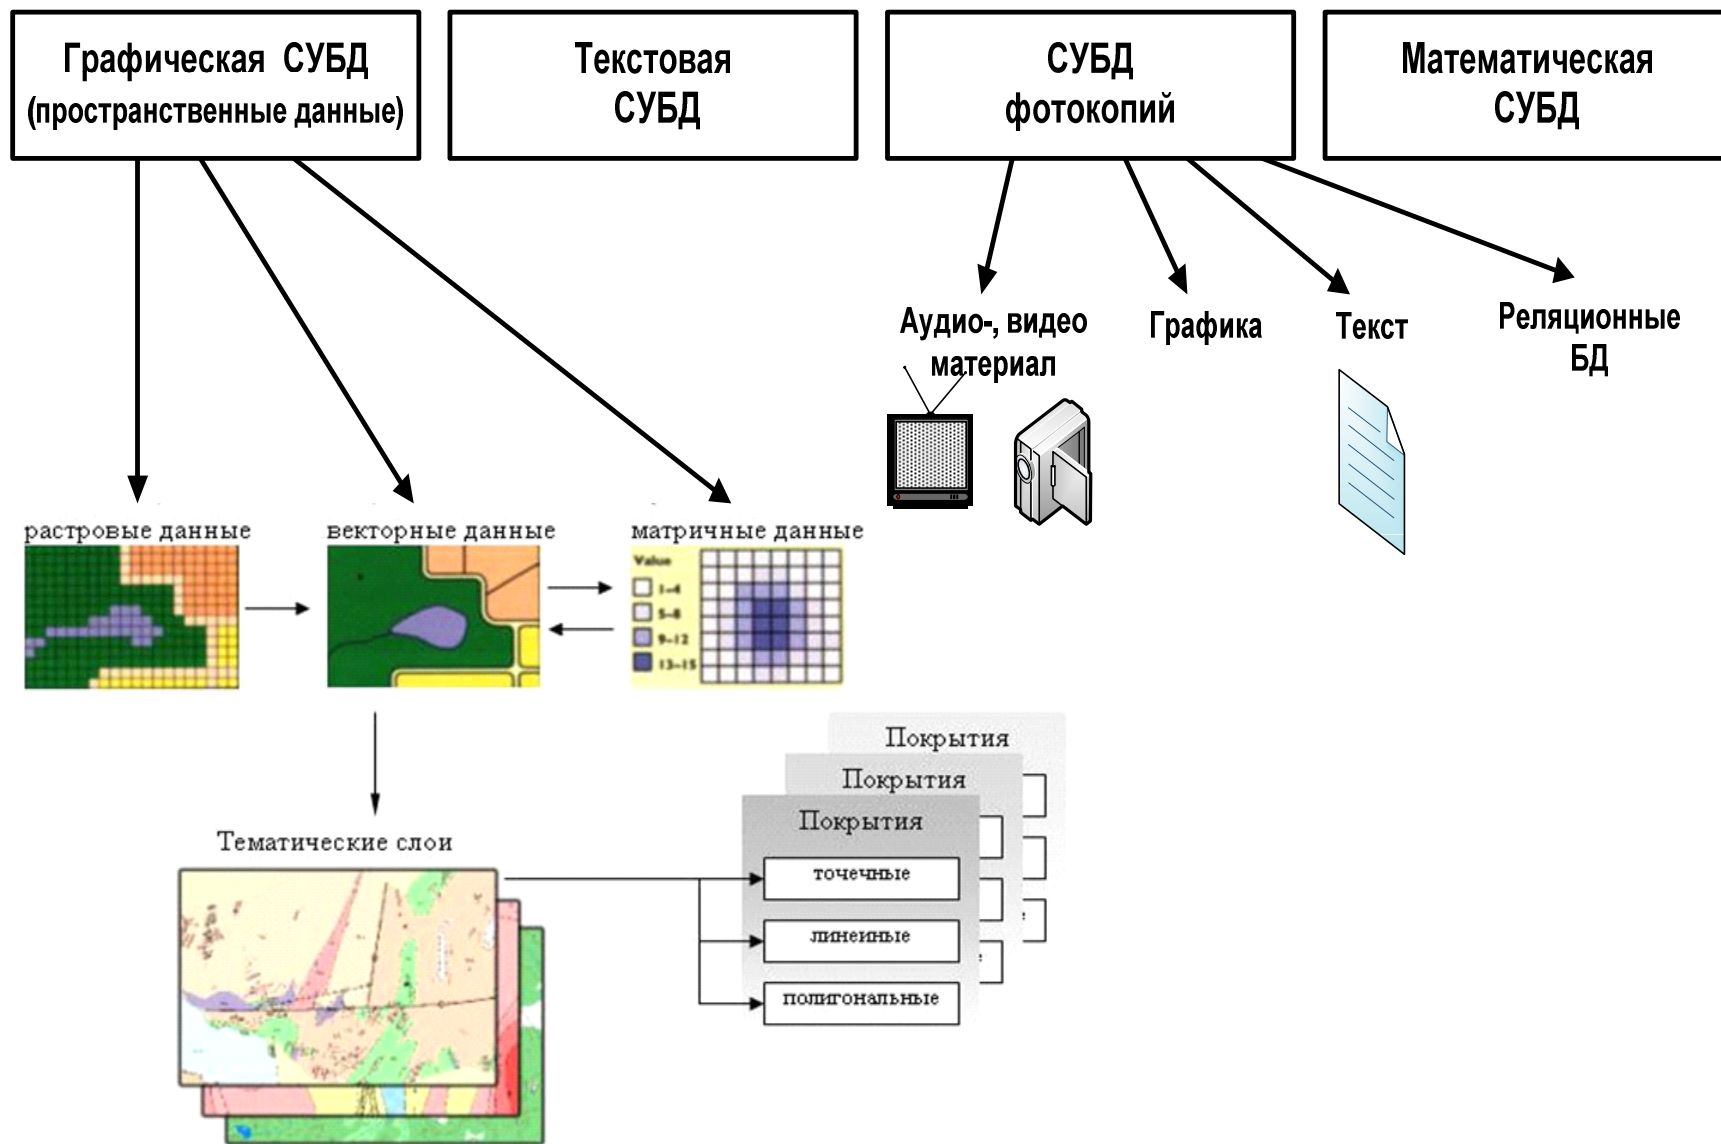 Графическая СУБД
(пространственные данные)
Текстовая
СУБД
СУБД
фотокопий
Математическая
СУБД
Аудио-, видео
материал
Графика
Текст
Реляционные
БД
растровые данные
векторные данные
матричные данные
Value
1–4
5–8
9–12
13–15
Покрытия
Покрытия
Покрытия
Тематические слои
точечные
линейные
полигональные